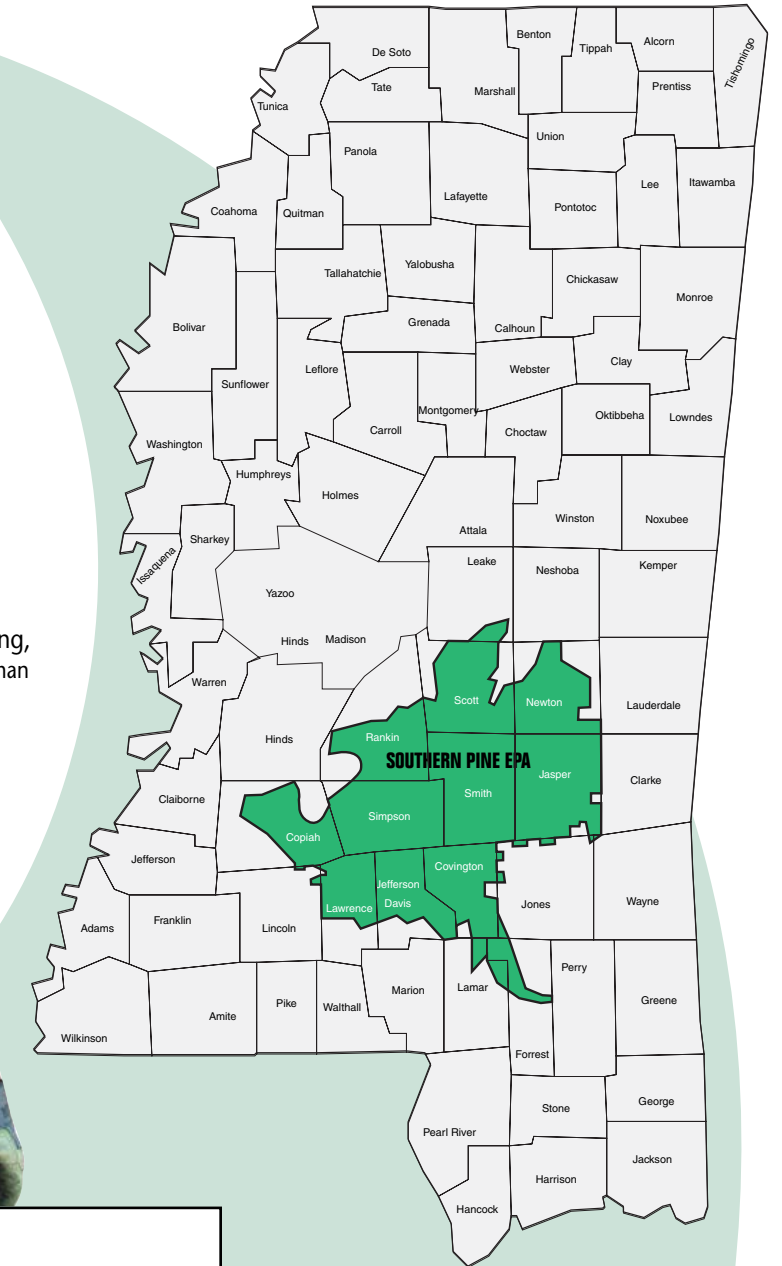 Benton
Alcorn
Tippah
De Soto
Tishomingo
Tate
Marshall
Prentiss
Tunica
Union
Panola
Lee
Itawamba
Lafayette
Pontotoc
Coahoma
Quitman
Yalobusha
Tallahatchie
Chickasaw
Monroe
Bolivar
Grenada
Calhoun
Clay
Leflore
Webster
Sunflower
Montgomery
Oktibbeha
Lowndes
Carroll
Choctaw
Washington
Humphreys
Holmes
Winston
Noxubee
Attala
Sharkey
Issaquena
Leake
Neshoba
Kemper
Yazoo
Hinds
Madison
ng,
nan
Warren
Scott
Newton
Lauderdale
Hinds
Rankin
SOUTHERN PINE EPA
Jasper
Clarke
Smith
Claiborne
Simpson
Copiah
Jefferson
Covington
Jefferson
Davis
Lawrence
Jones
Wayne
Franklin
Adams
Lincoln
Perry
Lamar
Marion
Greene
Pike
Walthall
Amite
Wilkinson
Forrest
George
Stone
Pearl River
Jackson
Harrison
Hancock